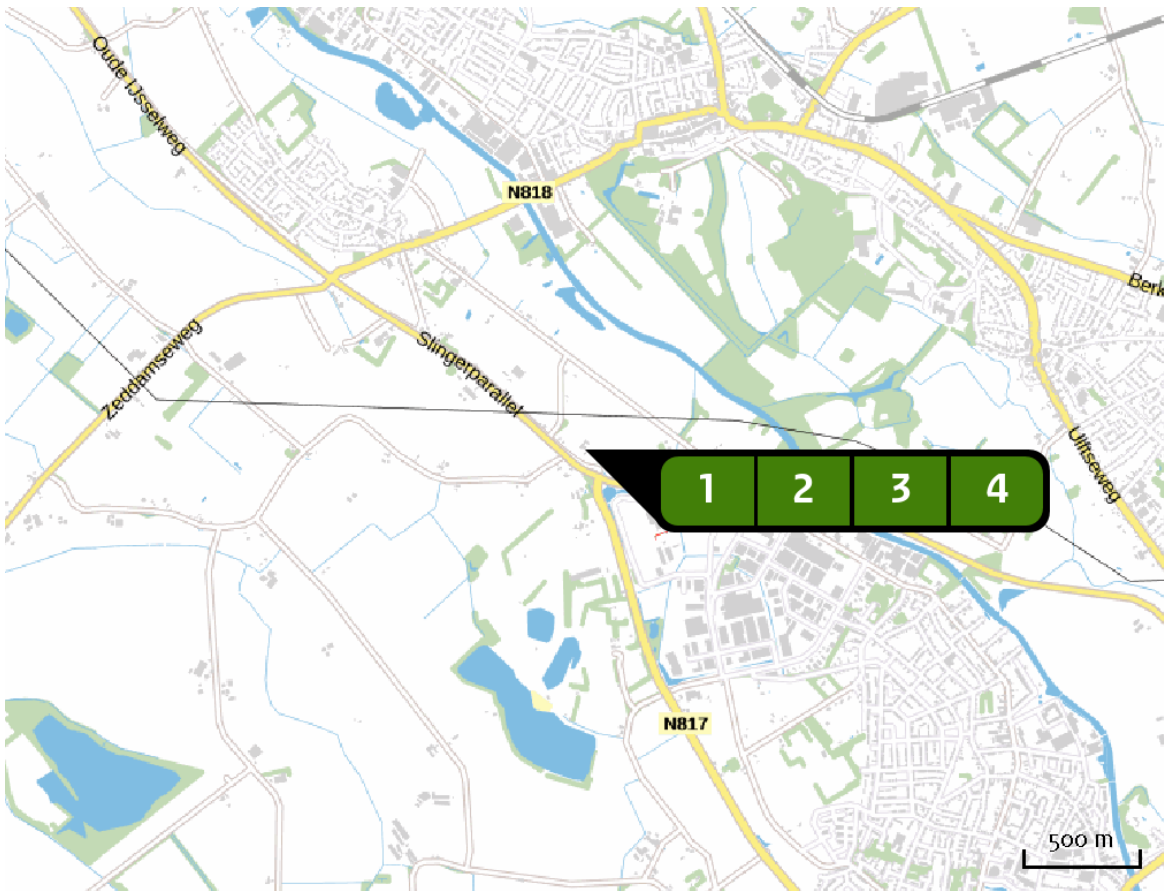 Oude IJsselweg
N818
Berk
Zeddamseweg
Slingerparallel
Ulftseweg
1 2 3 4
N817
500 m